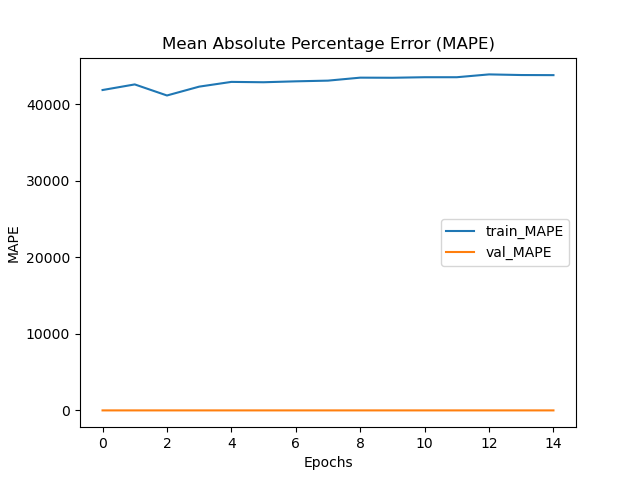 Mean Absolute Percentage Error (MAPE)
40000
30000
20000
10000
0
MAPE
train_MAPE
val_MAPE
0 2 4 6 8 10 12 14
Epochs